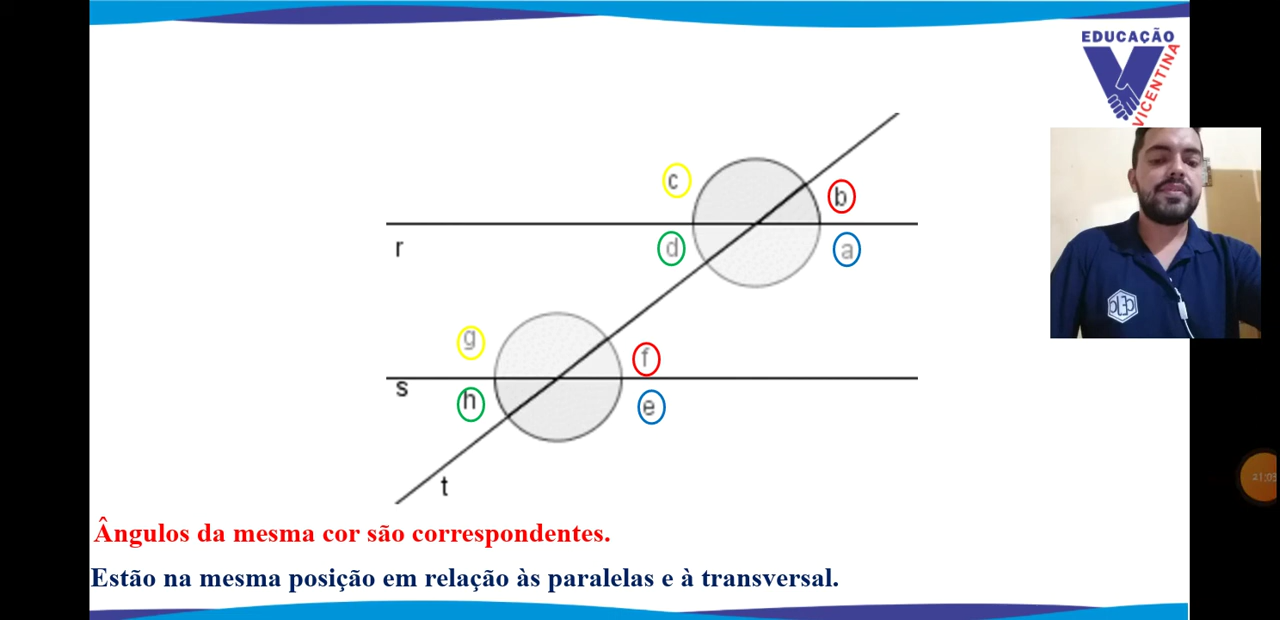 EDUCAÇÃO
VICENTINA
c
b
r
d
a
g
f
s
h
e
t
Ângulos da mesma cor são correspondentes.
Estão na mesma posição em relação às paralelas e à transversal.